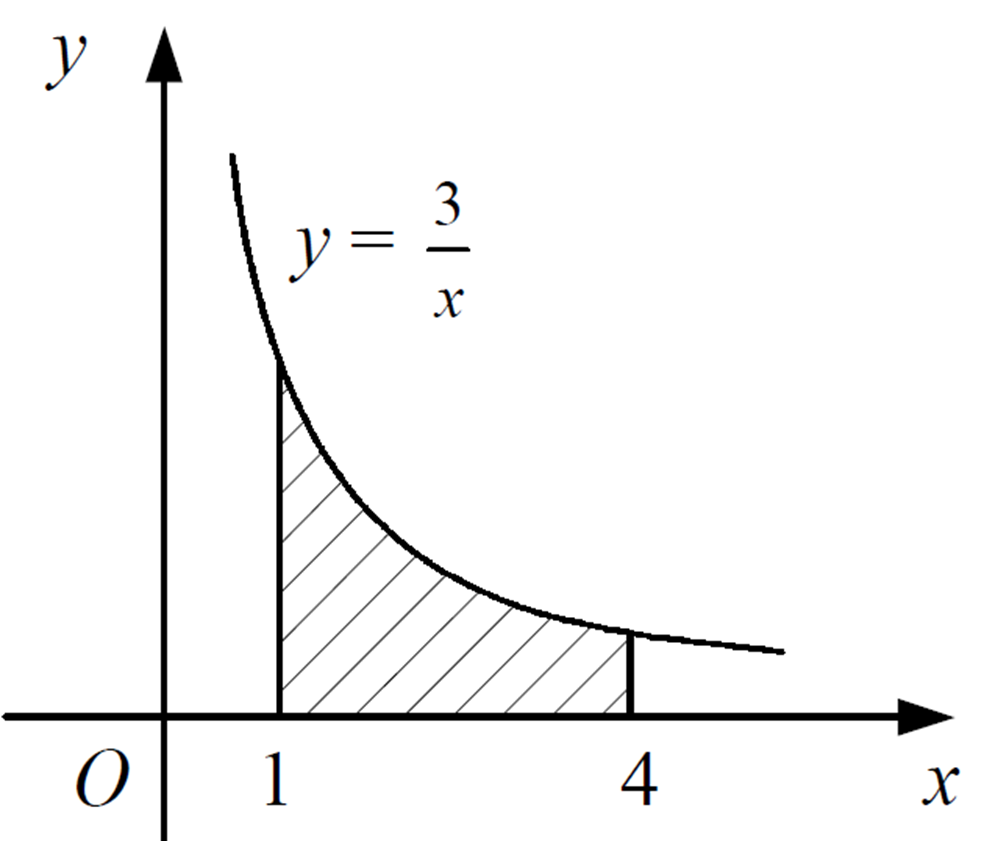 y
y = 3/x
O 1 4 x